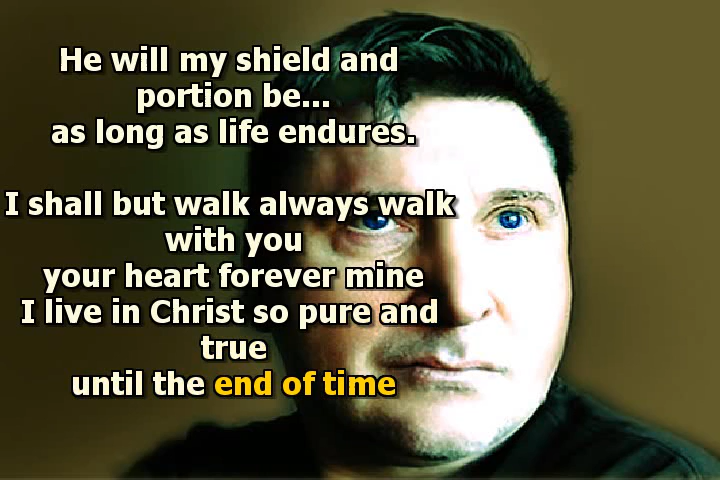 He will my shield and
portion be...
as long as life endures.
I shall but walk always walk
with you
your heart forever mine
I live in Christ so pure and
true
until the end of time